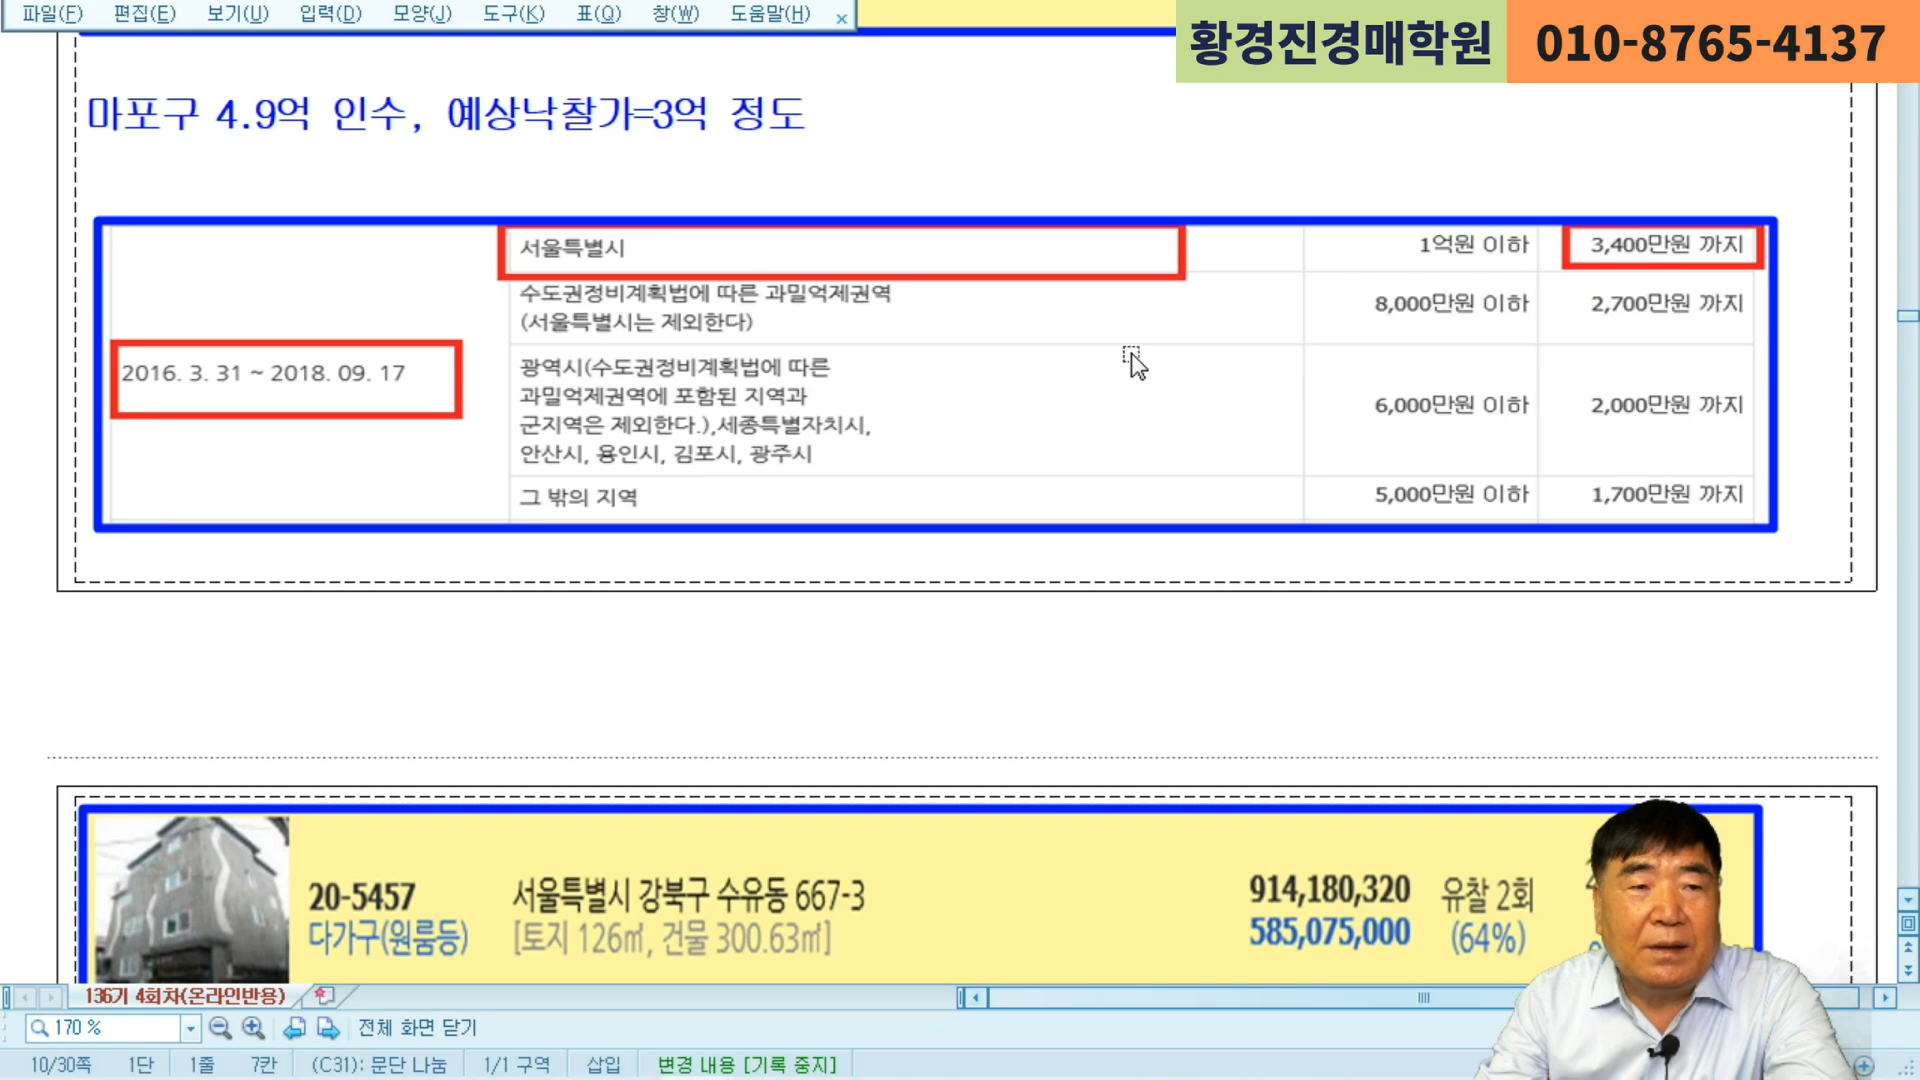 파일(F) 편집(E) 보기(U) 입력(D) 모양(J) 도구(K) 표(Q) 창(W) 도움말(H) x
황경진경매학원 010-8765-4137
마포구 4.9억 인수, 예상낙찰가=3억 정도
서울특별시 1억원 이하 3,400만원 까지
수도권정비계획법에 따른 과밀억제권역
(서울특별시는 제외한다)
8,000만원 이하 2,700만원 까지
2016. 3. 31 ~ 2018. 09. 17
광역시(수도권정비계획법에 따른
과밀억제권역에 포함된 지역과
군지역은 제외한다.),세종특별자치시,
안산시, 용인시, 김포시, 광주시
6,000만원 이하 2,000만원 까지
그 밖의 지역 5,000만원 이하 1,700만원 까지
20-5457 서울특별시 강북구 수유동 667-3 914,180,320 유찰 2회
다가구(원룸등) [토지 126㎡, 건물 300.63㎡] 585,075,000 (64%)
136기 4회차(온라인반용)
170 % 전체 화면 닫기
10/30쪽 1단 1줄 7칸 (C31): 문단 나눔 1/1 구역 삽입 변경 내용 [기록 중지]